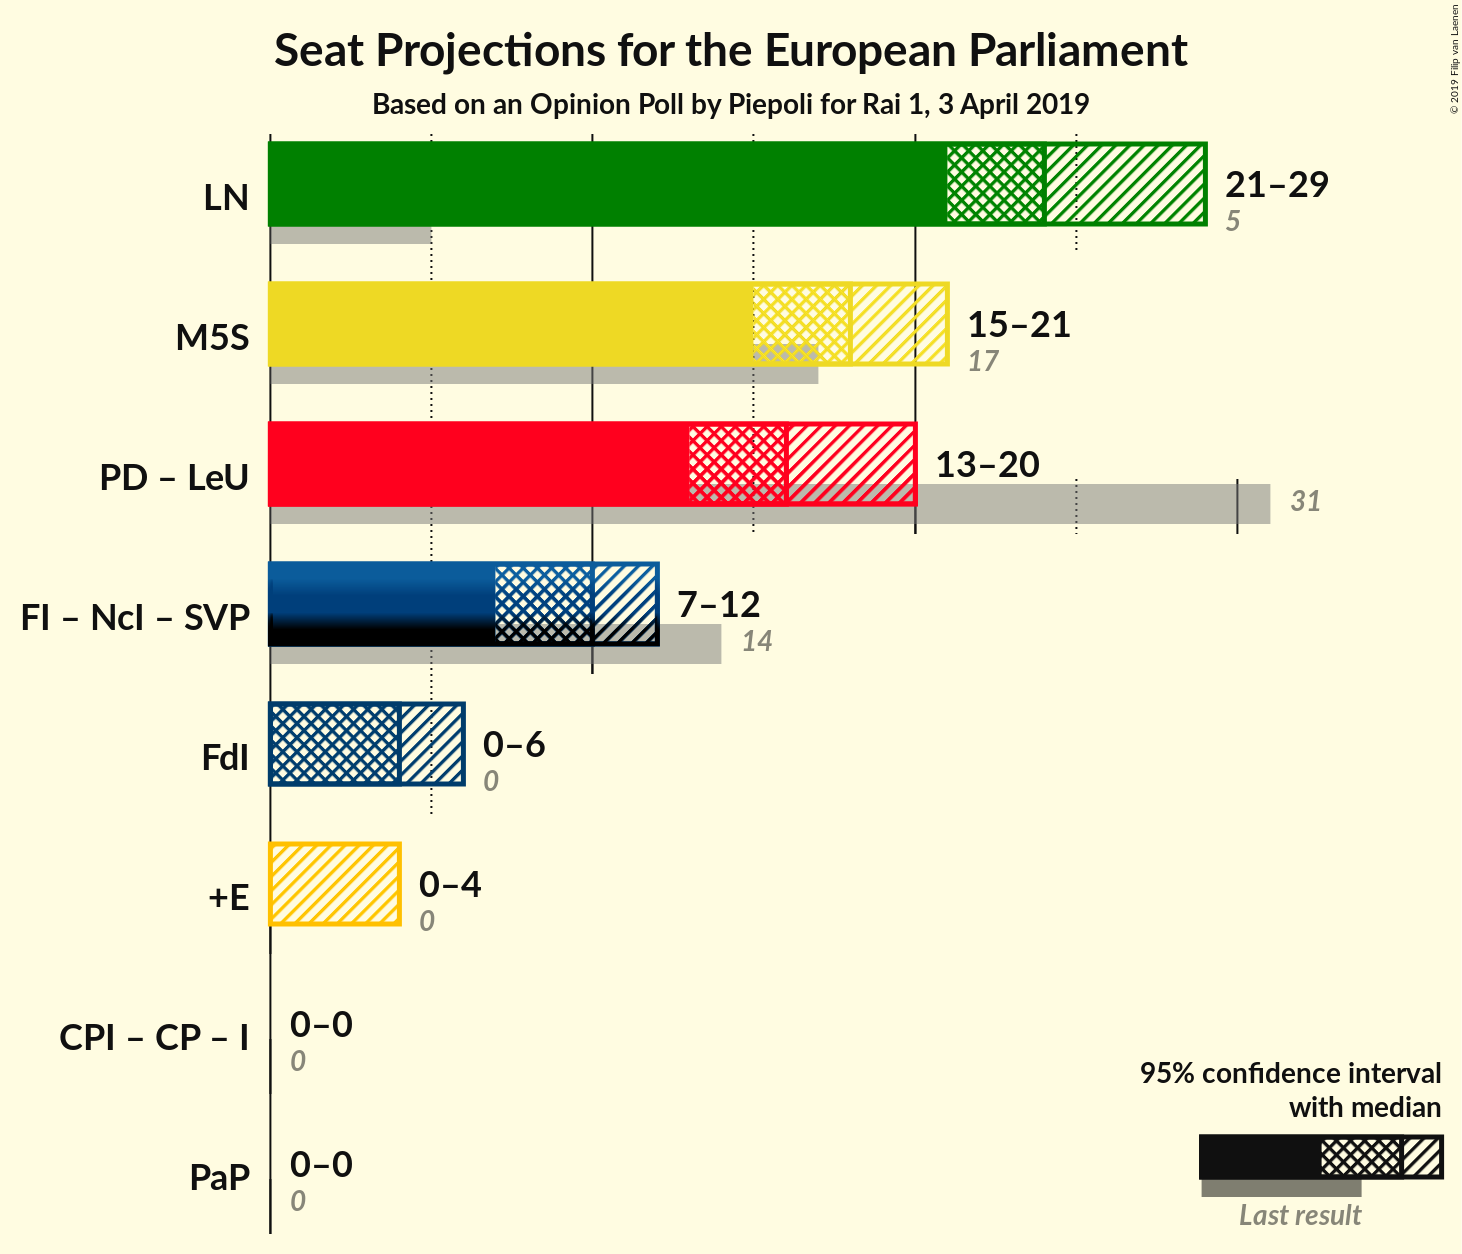 Seat Projections for the European Parliament
Based on an Opinion Poll by Piepoli for Rai 1, 3 April 2019
© 2019 Filip van Laenen
LN
21–29
5
M5S
15–21
17
PD – LeU
13–20
31
FI – NcI – SVP
7–12
14
FdI
0–6
0
+E
0–4
0
CPI – CP – I
0–0
0
PaP
0–0
0
95% confidence interval
with median
Last result